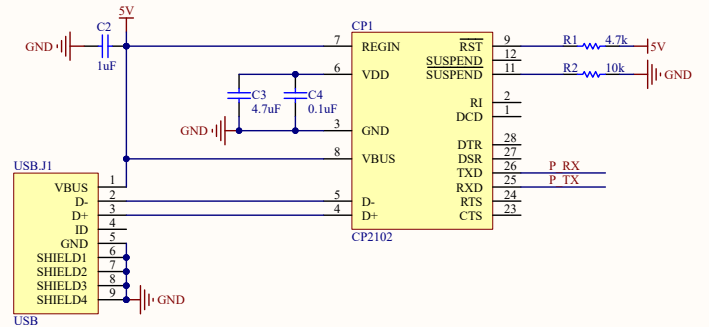 5V
C2
GND
1uF
CP1
7 REGIN
RST 9
R1 4.7k
5V
SUSPEND 12
6 VDD
SUSPEND 11
R2 10k
GND
C3
4.7uF
C4
0.1uF
RI 2
DCD 1
GND
3 GND
DTR 28
8 VBUS
DSR 27
TXD 26
P_RX
RXD 25
P_TX
USB.J1
VBUS 1
D- 2
5 D-
RTS 24
D+ 3
4 D+
CTS 23
ID 4
CP2102
GND 5
SHIELD1 6
SHIELD2 7
SHIELD3 8
SHIELD4 9
GND
USB